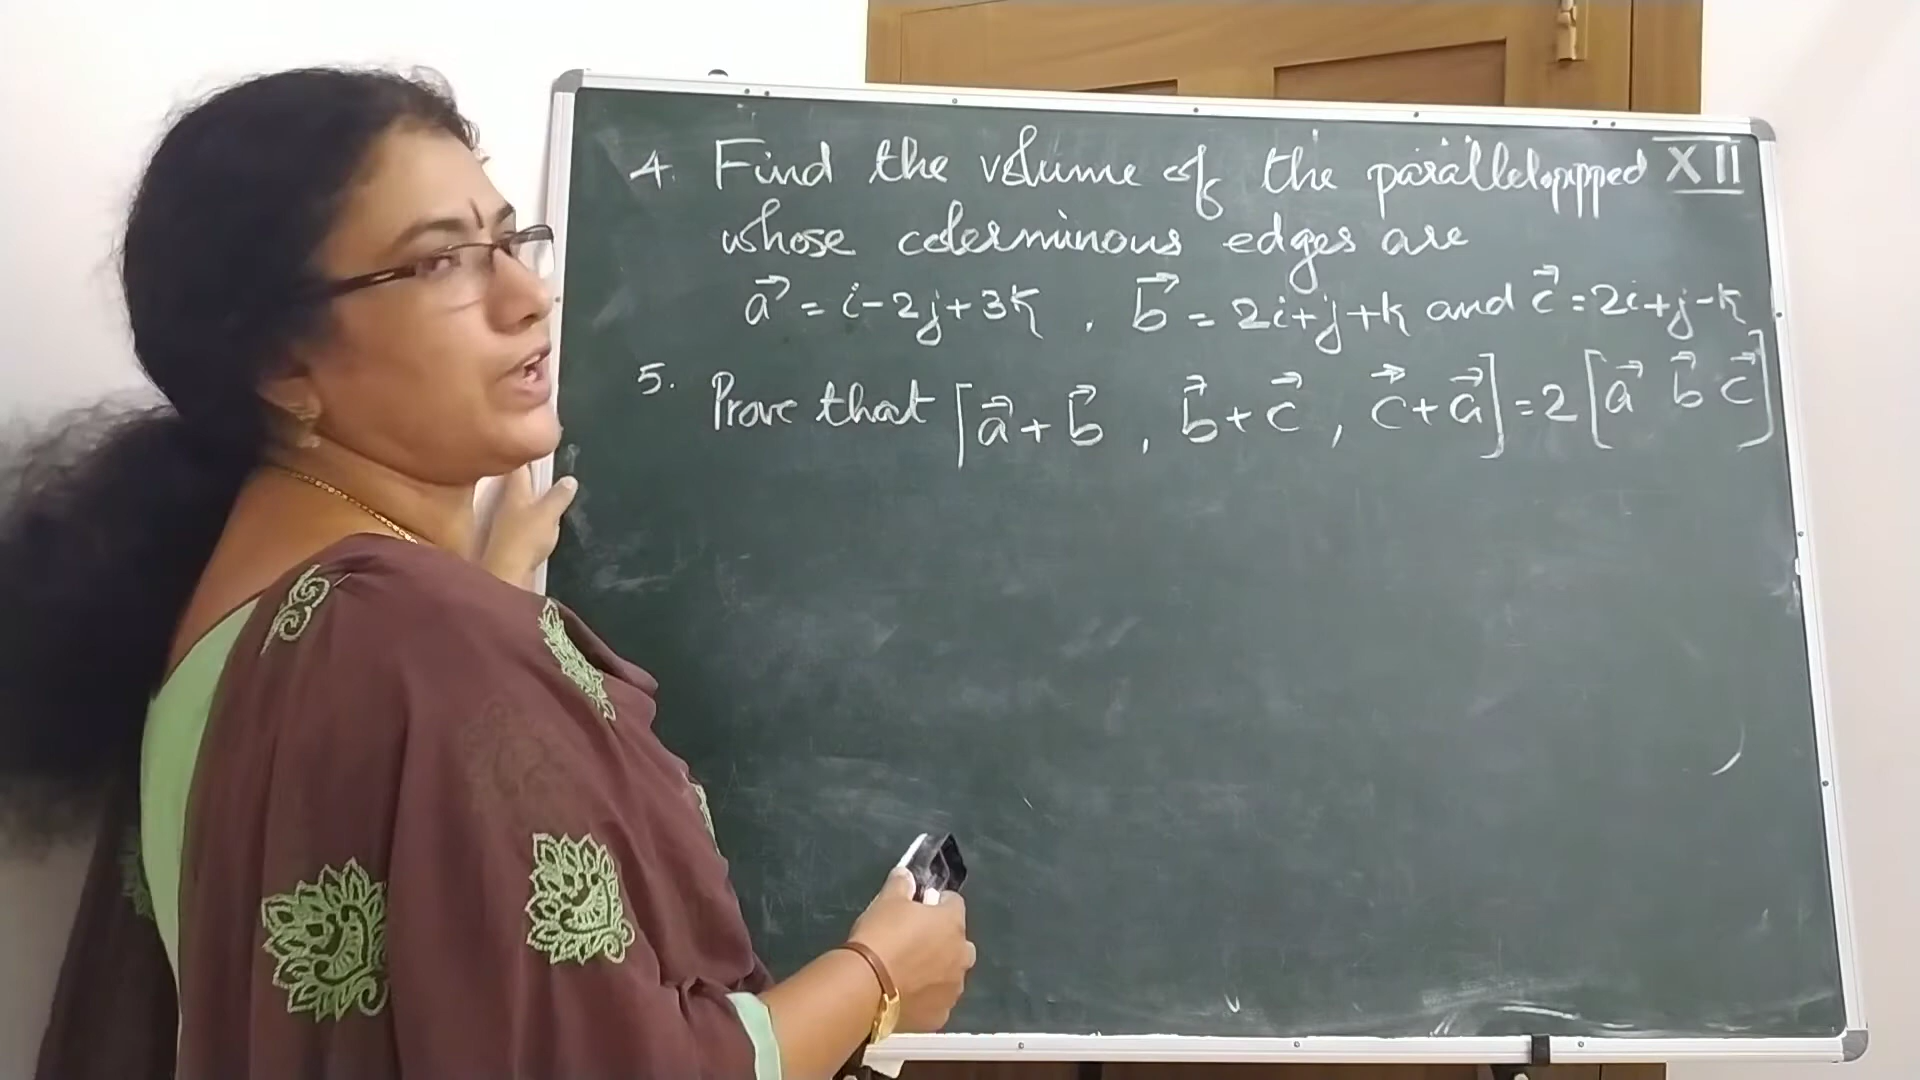 4. Find the volume of the parallelopipped XII
whose coterminous edges are
a⃗ = i-2j+3k, b⃗ = 2i+j+k and c⃗ = 2i+j-k
5. Prove that [a⃗+b⃗, b⃗+c⃗, c⃗+a⃗] = 2[a⃗ b⃗ c⃗]